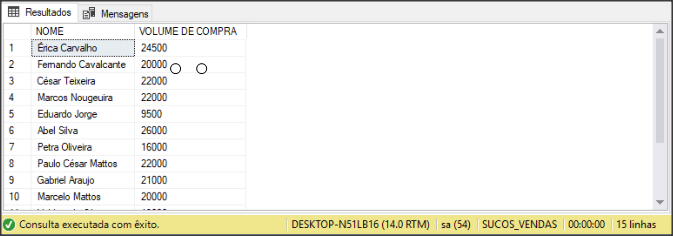 Resultados Mensagens
NOME VOLUME DE COMPRA
1 Érica Carvalho 24500
2 Fernando Cavalcante 20000
3 César Teixeira 22000
4 Marcos Nougeuira 22000
5 Eduardo Jorge 9500
6 Abel Silva 26000
7 Petra Oliveira 16000
8 Paulo César Mattos 22000
9 Gabriel Araujo 21000
10 Marcelo Mattos 20000
Consulta executada com êxito. DESKTOP-N51LB16 (14.0 RTM) sa (54) SUCOS_VENDAS 00:00:00 15 linhas